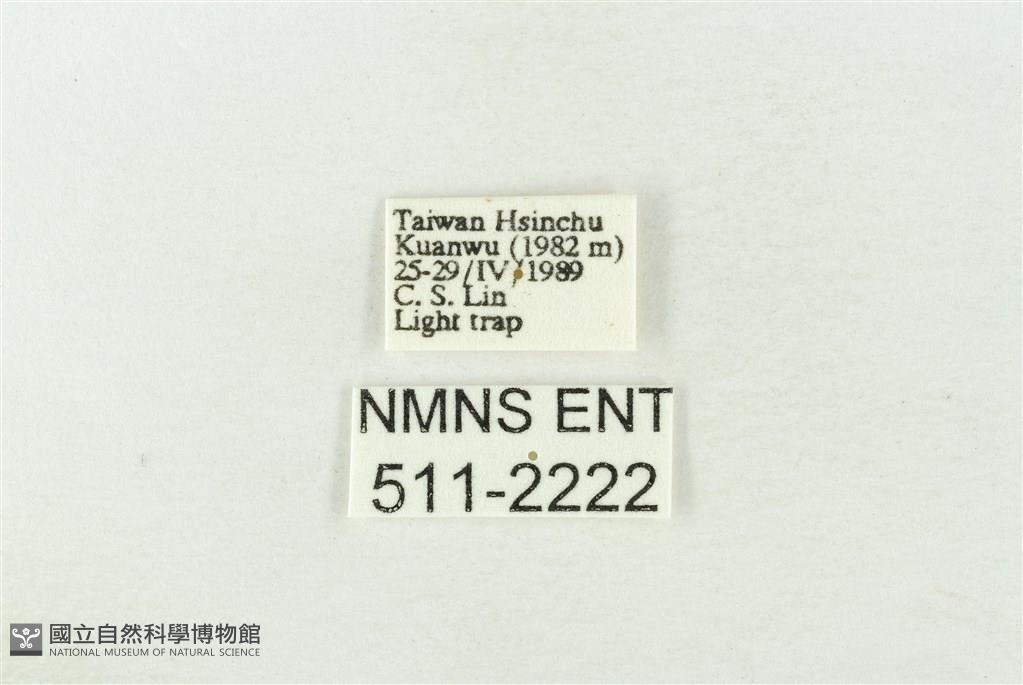 Taiwan Hsinchu
Kuanwu (1982 m)
25-29/IV/1989
C. S. Lin
Light trap
NMNS ENT
511-2222
國立自然科學博物館
NATIONAL MUSEUM OF NATURAL SCIENCE